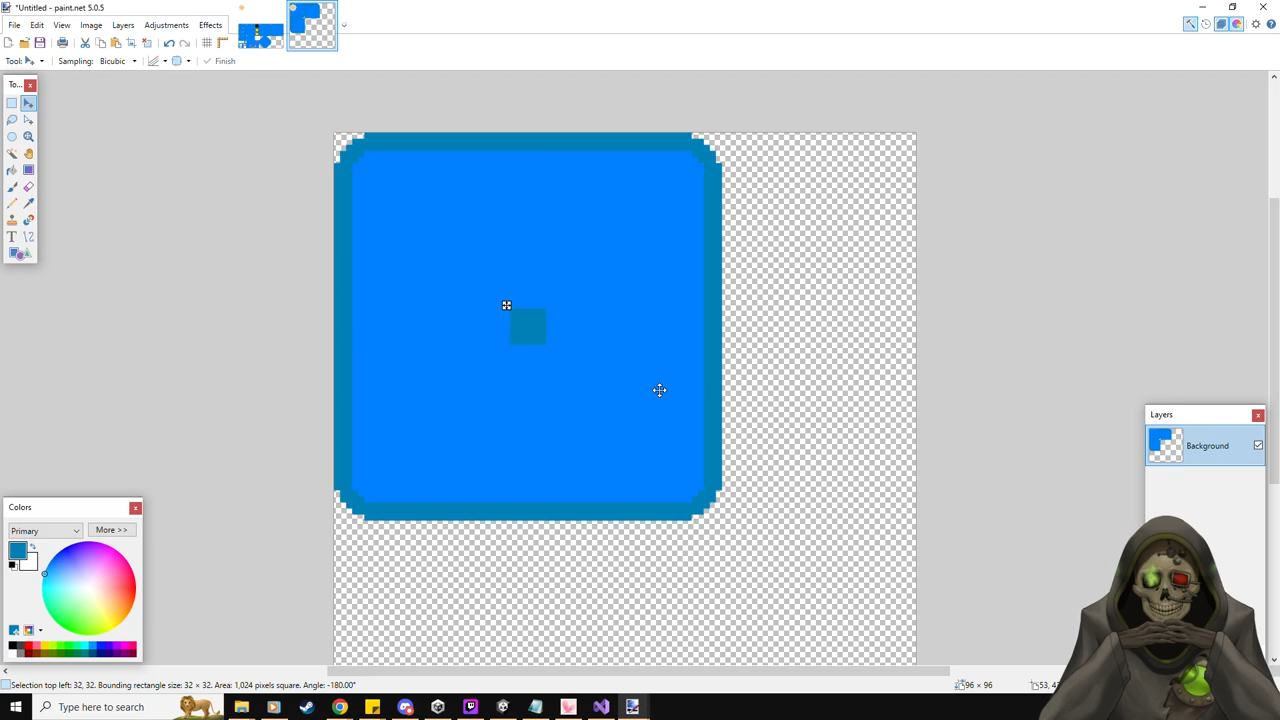 *Untitled - paint.net 5.0.5
File Edit View Image Layers Adjustments Effects
Tool: Sampling: Bicubic Finish
To...
Layers
Background
Colors
Primary More >>
Selection top left: 32, 32. Bounding rectangle size: 32 × 32. Area: 1,024 pixels square. Angle: -180.00°
96 × 96
Type here to search